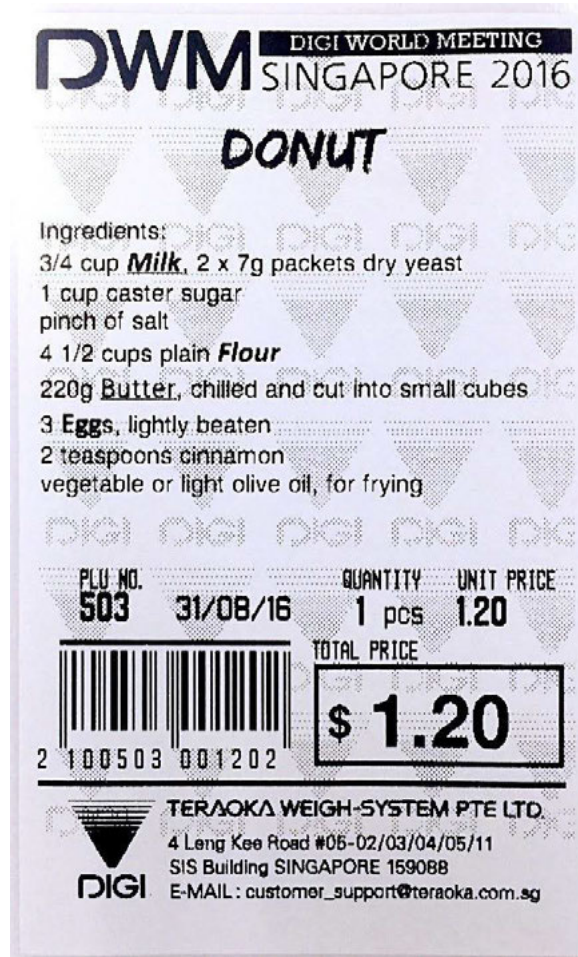 DWM DIGI WORLD MEETING
SINGAPORE 2016
DONUT
Ingredients:
3/4 cup Milk, 2 x 7g packets dry yeast
1 cup caster sugar
pinch of salt
4 1/2 cups plain Flour
220g Butter, chilled and cut into small cubes
3 Eggs, lightly beaten
2 teaspoons cinnamon
vegetable or light olive oil, for frying
DIGI DIGI DIGI DIGI DIGI
PLU NO. QUANTITY UNIT PRICE
503 31/08/16 1 pcs 1.20
TOTAL PRICE
$ 1.20
2 100503 001202
TERAOKA WEIGH-SYSTEM PTE LTD.
4 Leng Kee Road #05-02/03/04/05/11
SIS Building SINGAPORE 159088
DIGI E-MAIL : customer_support@teraoka.com.sg